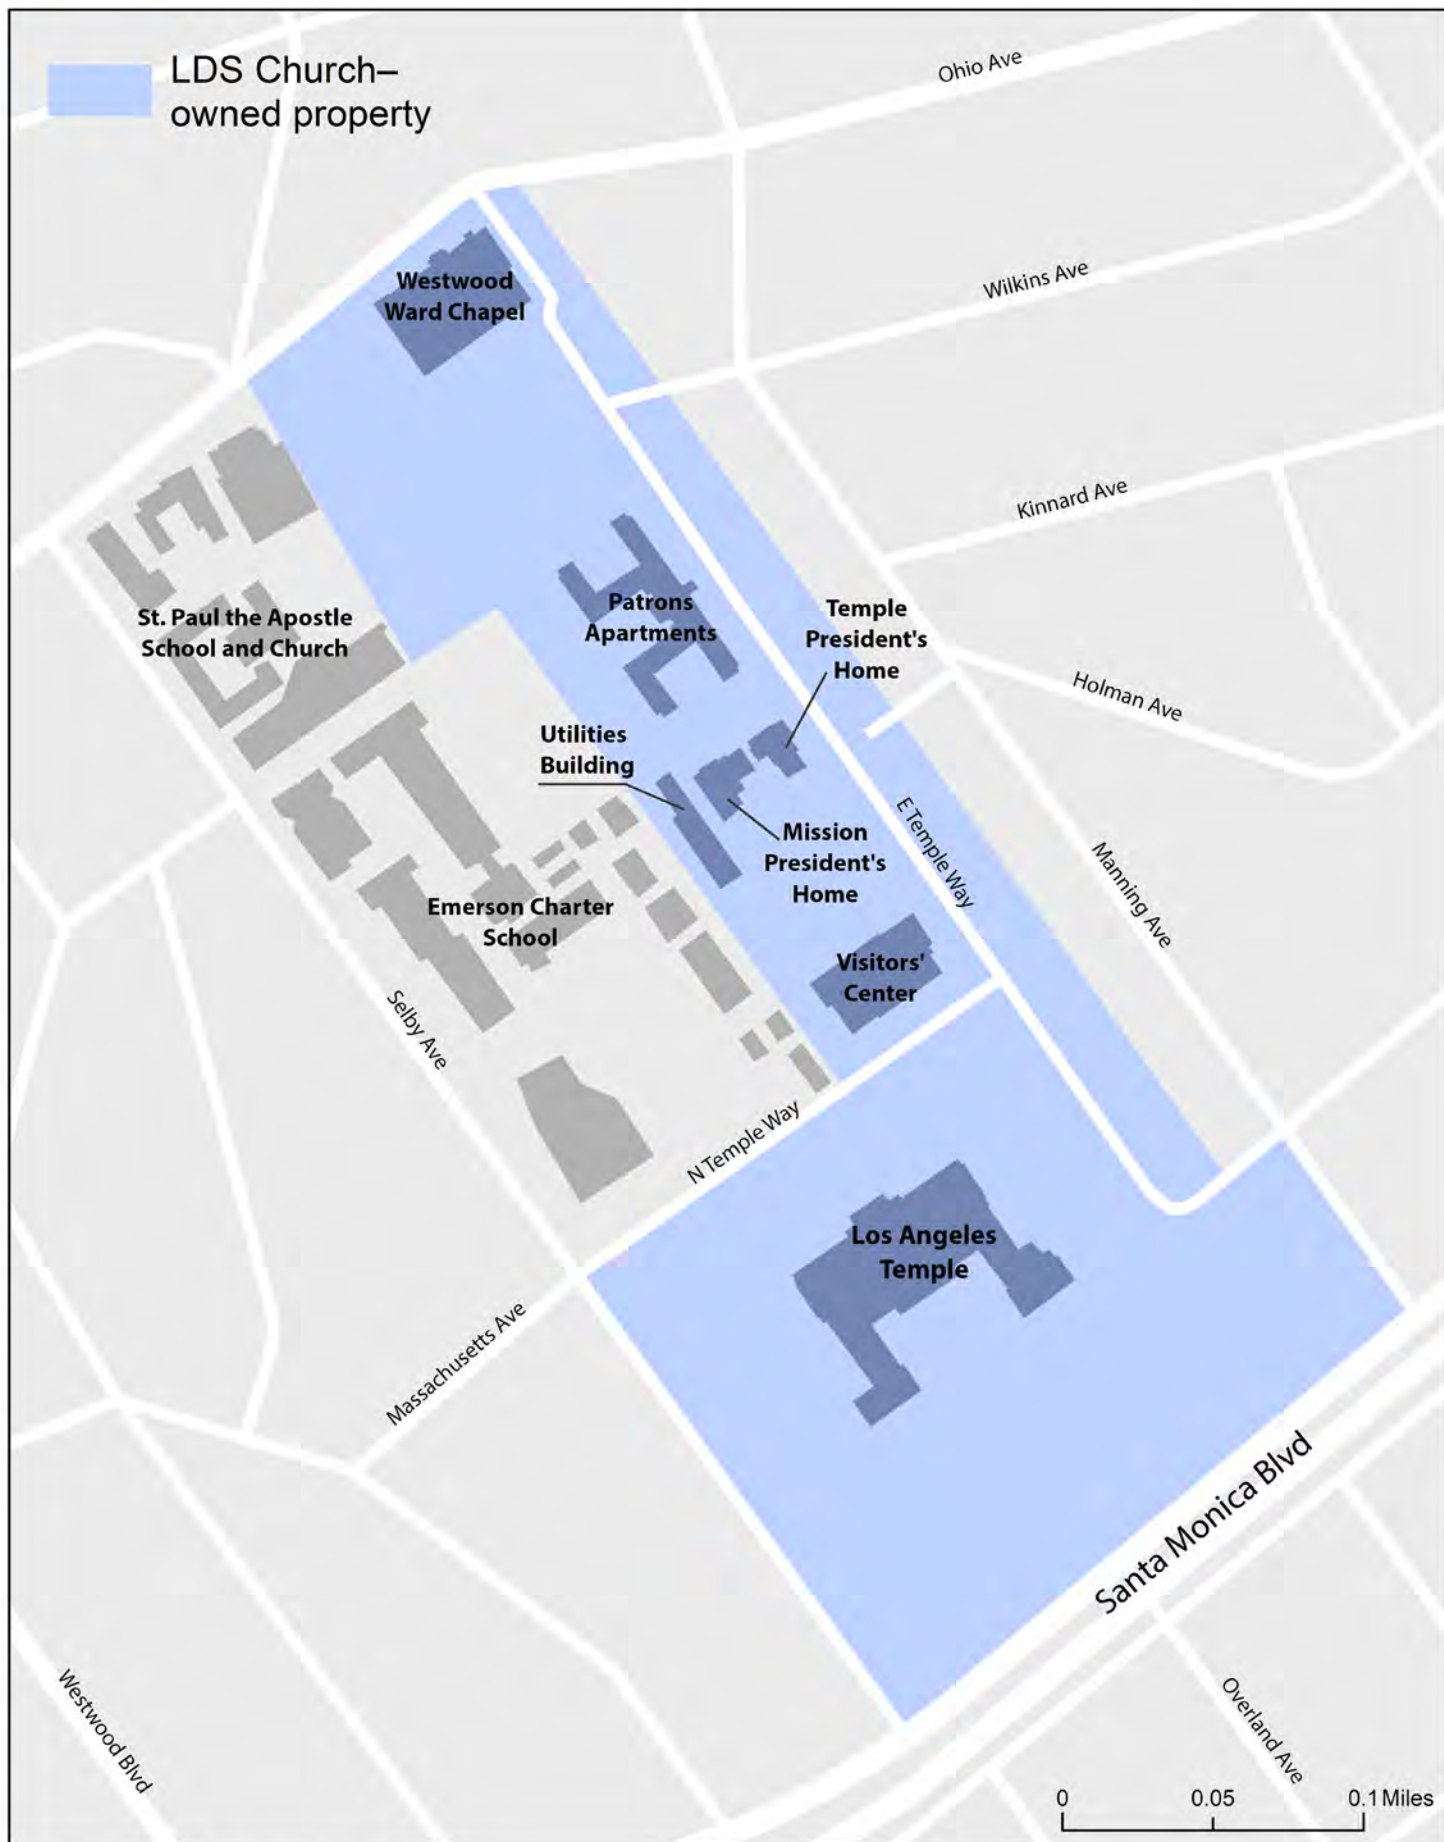 LDS Church–
owned property
Ohio Ave
Westwood
Ward Chapel
Wilkins Ave
Kinnard Ave
St. Paul the Apostle
School and Church
Patrons
Apartments
Temple
President's
Home
Holman Ave
Utilities
Building
E Temple Way
Mission
President's
Home
Manning Ave
Emerson Charter
School
Visitors'
Center
Selby Ave
N Temple Way
Los Angeles
Temple
Massachusetts Ave
Santa Monica Blvd
Westwood Blvd
Overland Ave
0 0.05 0.1 Miles